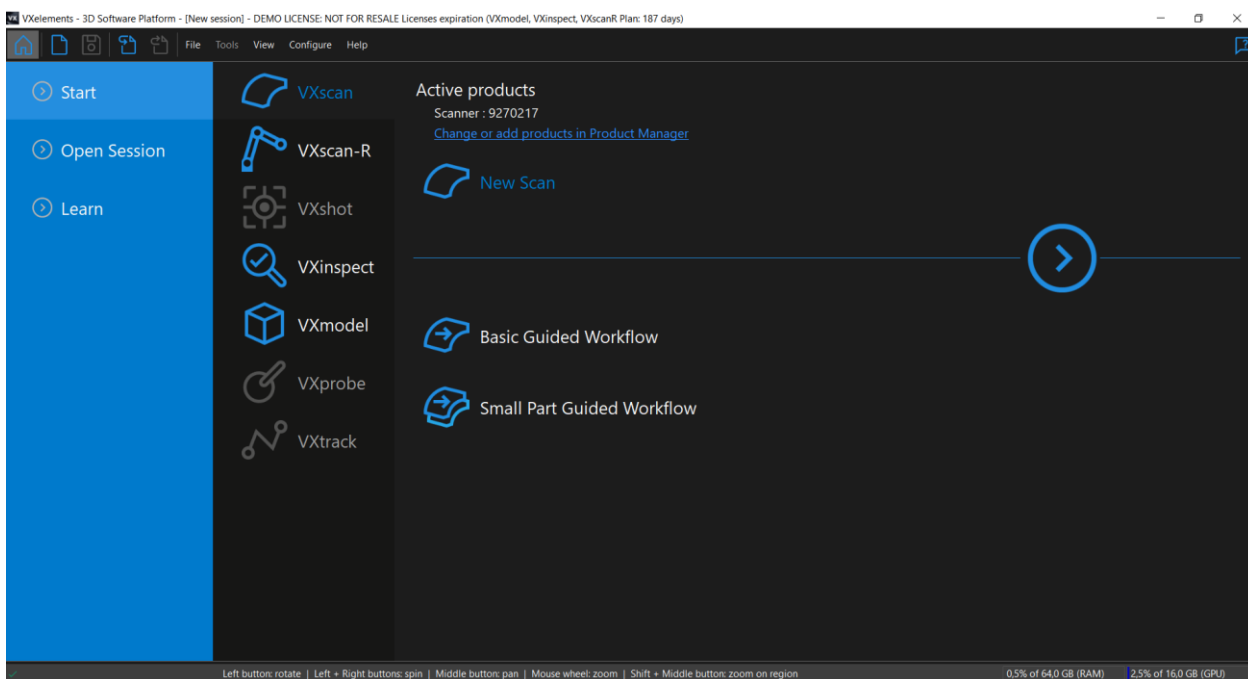 VXelements - 3D Software Platform - [New session] - DEMO LICENSE: NOT FOR RESALE Licenses expiration (VXmodel, VXinspect, VXscanR Plan: 187 days)
File Tools View Configure Help
Start
Open Session
Learn
VXscan
VXscan-R
VXshot
VXinspect
VXmodel
VXprobe
VXtrack
Active products
Scanner : 9270217
Change or add products in Product Manager
New Scan
Basic Guided Workflow
Small Part Guided Workflow
Left button: rotate | Left + Right buttons: spin | Middle button: pan | Mouse wheel: zoom | Shift + Middle button: zoom on region
0,5% of 64,0 GB (RAM)
2,5% of 16,0 GB (GPU)